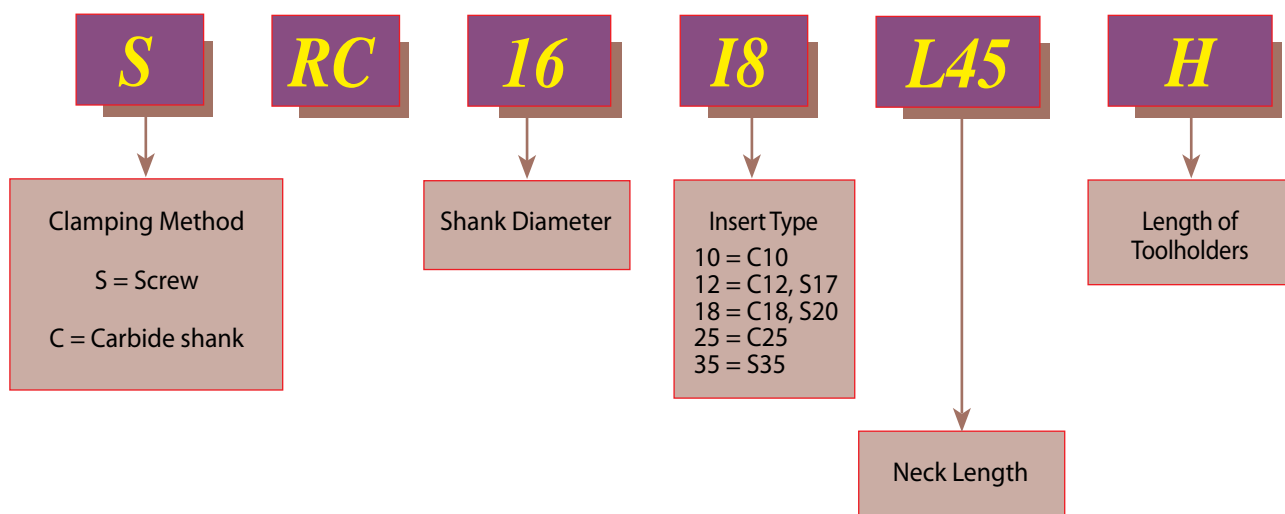 S RC 16 I8 L45 H
Clamping Method
S = Screw
C = Carbide shank
Shank Diameter
Insert Type
10 = C10
12 = C12, S17
18 = C18, S20
25 = C25
35 = S35
Neck Length
Length of
Toolholders